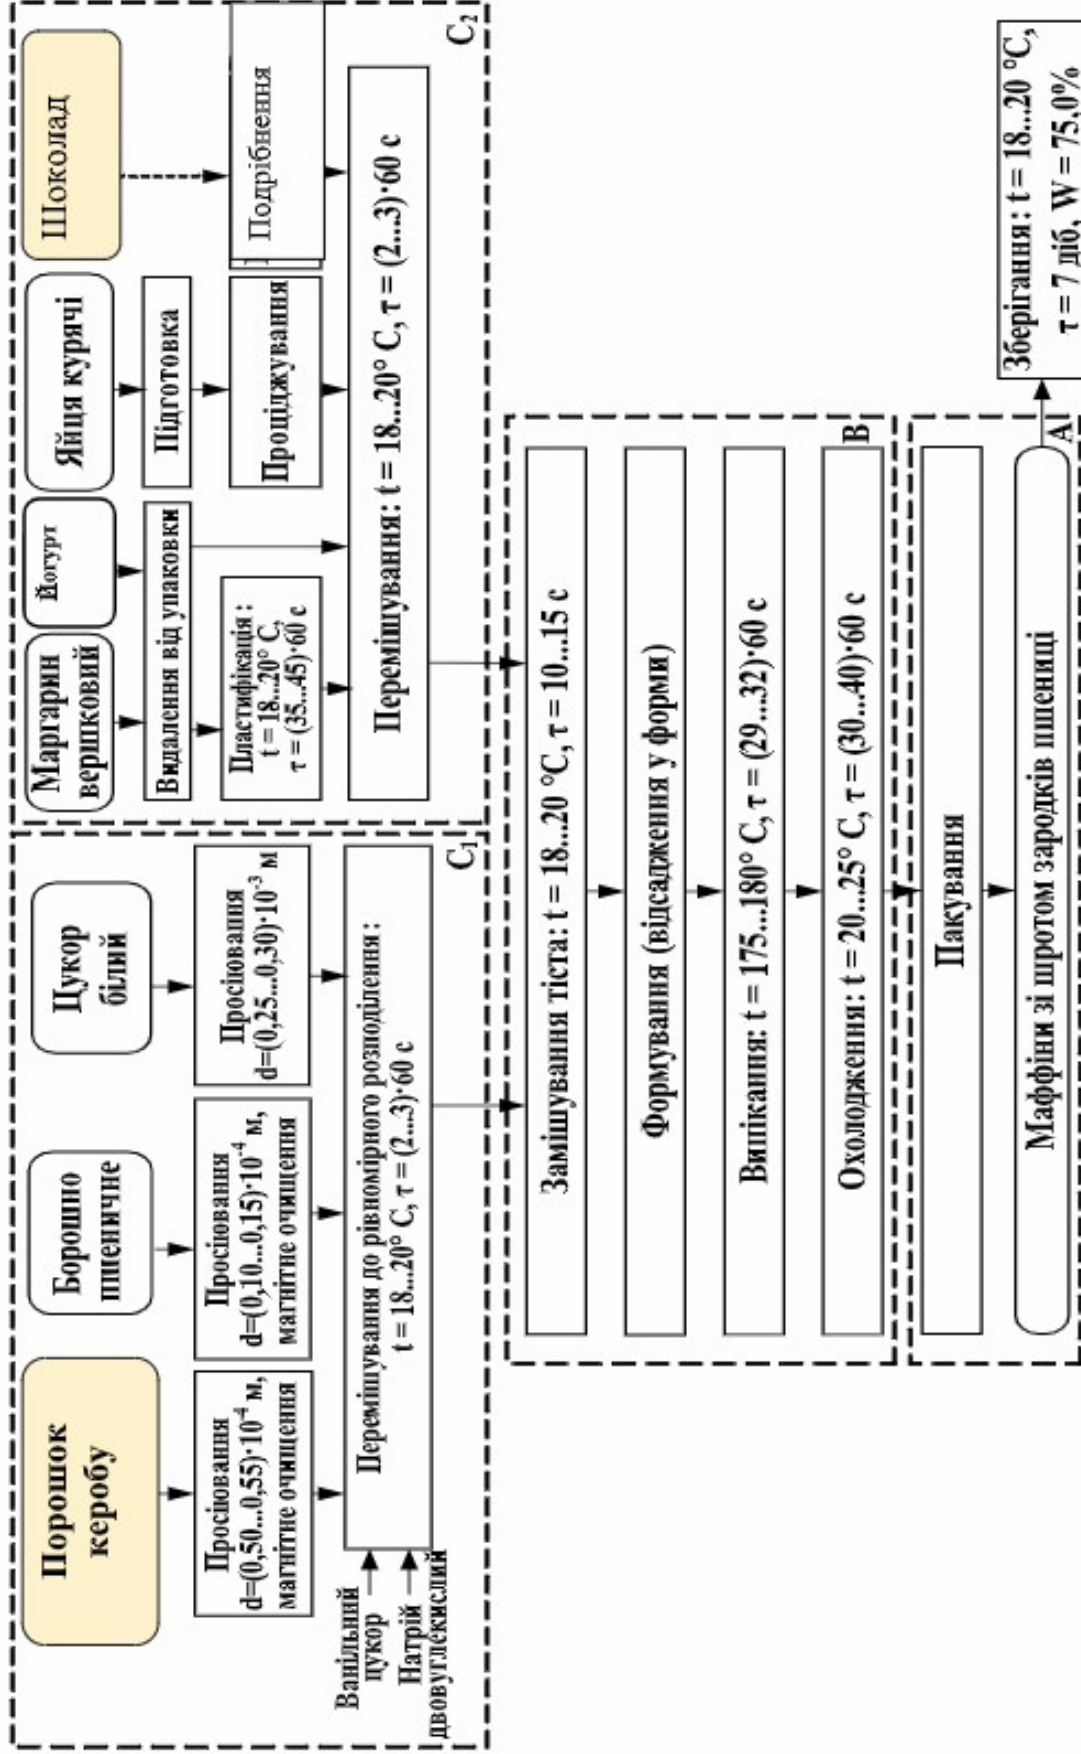 Порошок
керобу
Борошно
пшеничне
Цукор
білий
Просіювання
d=(0,50...0,55)·10⁻⁴ м,
магнітне очищення
Просіювання
d=(0,10...0,15)·10⁻⁴ м,
магнітне очищення
Просіювання
d=(0,25...0,30)·10⁻³ м
Ванільний
цукор
Натрій
двовуглекислий
Перемішування до рівномірного розподілення:
t = 18...20° C, τ = (2...3)·60 с
C₁
Маргарин
вершковий
Йогурт
Яйця курячі
Шоколад
Видалення від упаковки
Підготовка
Пластифікація:
t = 18...20° C,
τ = (35...45)·60 с
Проціджування
Подрібнення
Перемішування: t = 18...20° C, τ = (2...3)·60 с
C₂
Замішування тіста: t = 18...20 °C, τ = 10...15 с
Формування (відсадження у форми)
Випікання: t = 175...180° C, τ = (29...32)·60 с
Охолодження: t = 20...25° C, τ = (30...40)·60 с
B
Пакування
Маффіни зі шротом зародків пшениці
A
Зберігання: t = 18...20 °C,
τ = 7 діб, W = 75,0%